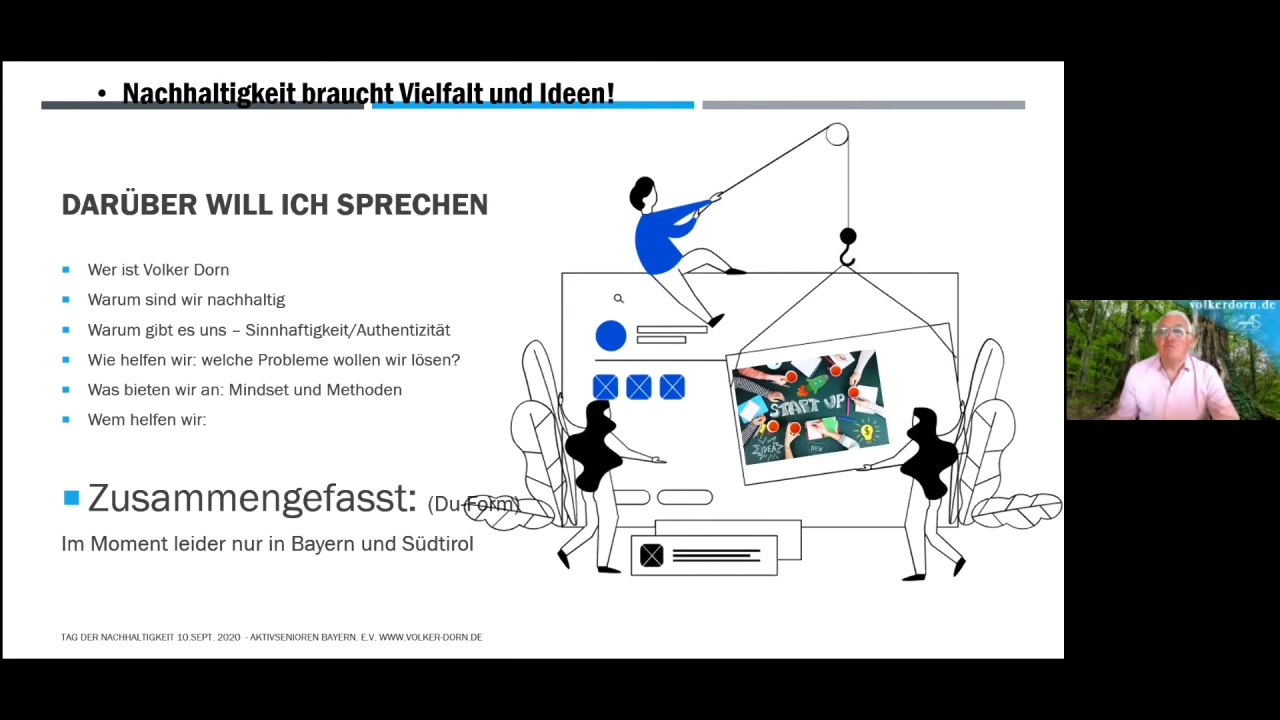 • Nachhaltigkeit braucht Vielfalt und Ideen!
DARÜBER WILL ICH SPRECHEN
▪ Wer ist Volker Dorn
▪ Warum sind wir nachhaltig
▪ Warum gibt es uns – Sinnhaftigkeit/Authentizität
▪ Wie helfen wir: welche Probleme wollen wir lösen?
▪ Was bieten wir an: Mindset und Methoden
▪ Wem helfen wir:
▪ Zusammengefasst: (Du-Form)
Im Moment leider nur in Bayern und Südtirol
START UP
IDEA
NEW
TAG DER NACHHALTIGKEIT 10.SEPT. 2020 - AKTIVSENIOREN BAYERN. E.V. WWW.VOLKER-DORN.DE
volkerdorn.de